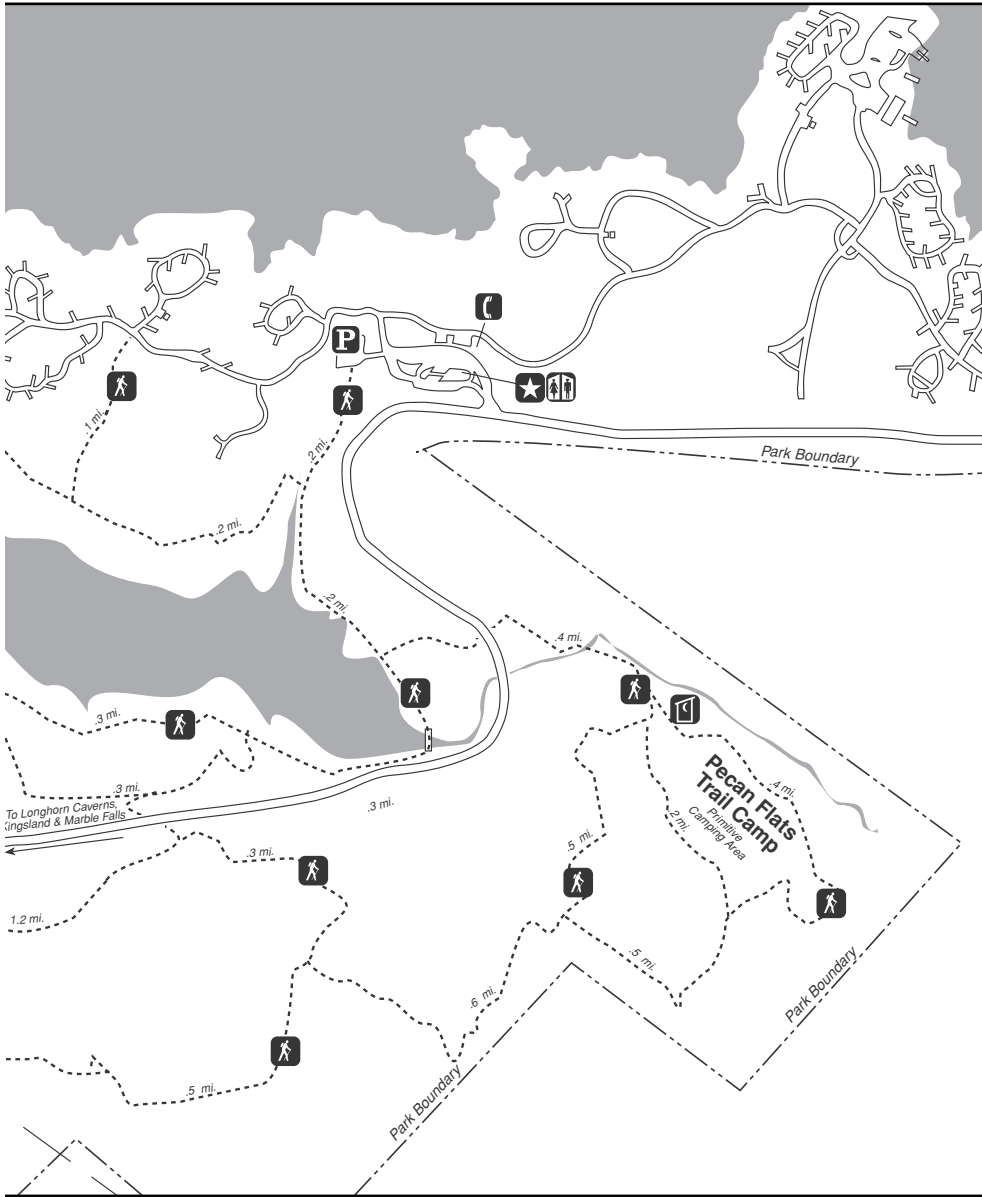 P
.1 mi.
.2 mi.
Park Boundary
.2 mi.
.2 mi.
.4 mi.
.3 mi.
.3 mi.
To Longhorn Caverns,
Kingsland & Marble Falls
.3 mi.
Pecan Flats
Trail Camp
Primitive
Camping Area
.4 mi.
.2 mi.
.5 mi.
.3 mi.
1.2 mi.
.5 mi.
.6 mi.
Park Boundary
.5 mi.
Park Boundary